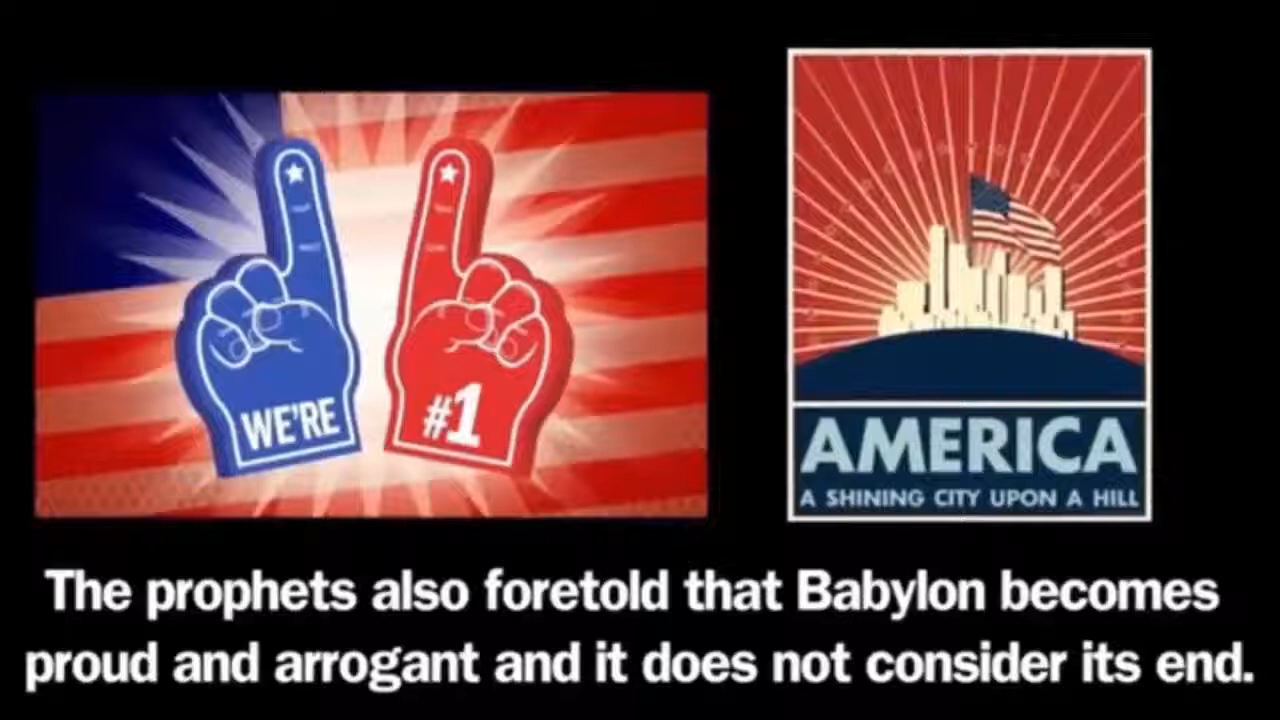 WE'RE
#1
AMERICA
A SHINING CITY UPON A HILL
The prophets also foretold that Babylon becomes
proud and arrogant and it does not consider its end.